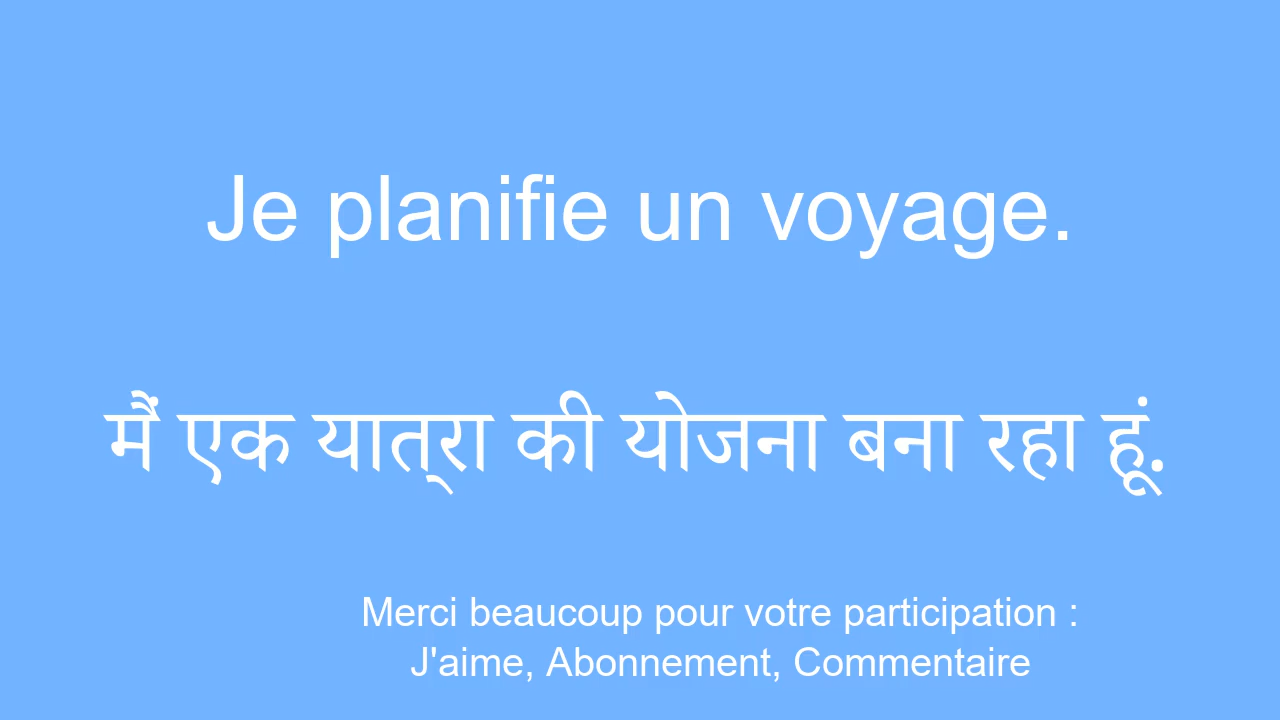 Je planifie un voyage.
मैं एक यात्रा की योजना बना रहा हूं.
Merci beaucoup pour votre participation :
J'aime, Abonnement, Commentaire